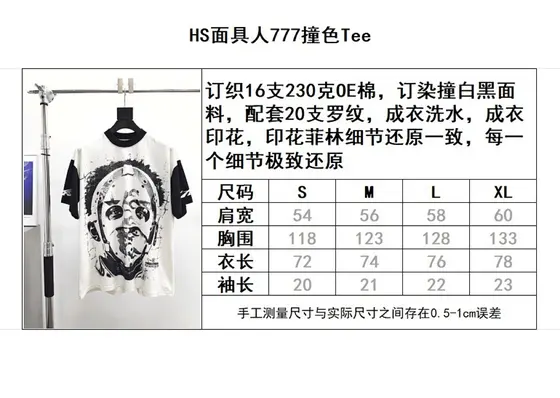 HS面具人777撞色Tee
订织16支230克OE棉，订染撞白黑面
料，配套20支罗纹，成衣洗水，成衣
印花，印花菲林细节还原一致，每一
个细节极致还原
尺码 S M L XL
肩宽 54 56 58 60
胸围 118 123 128 133
衣长 72 74 76 78
袖长 20 21 22 23
手工测量尺寸与实际尺寸之间存在0.5-1cm误差